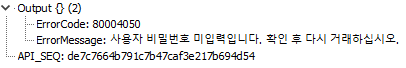 Output {} (2)
ErrorCode: 80004050
ErrorMessage: 사용자 비밀번호 미입력입니다. 확인 후 다시 거래하십시오.
API_SEQ: de7c7664b791c7b47caf3e217b694d54